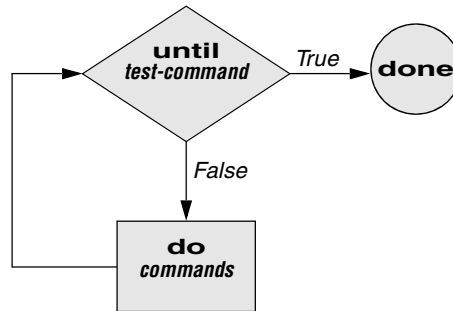 until
test-command
True
done
False
do
commands